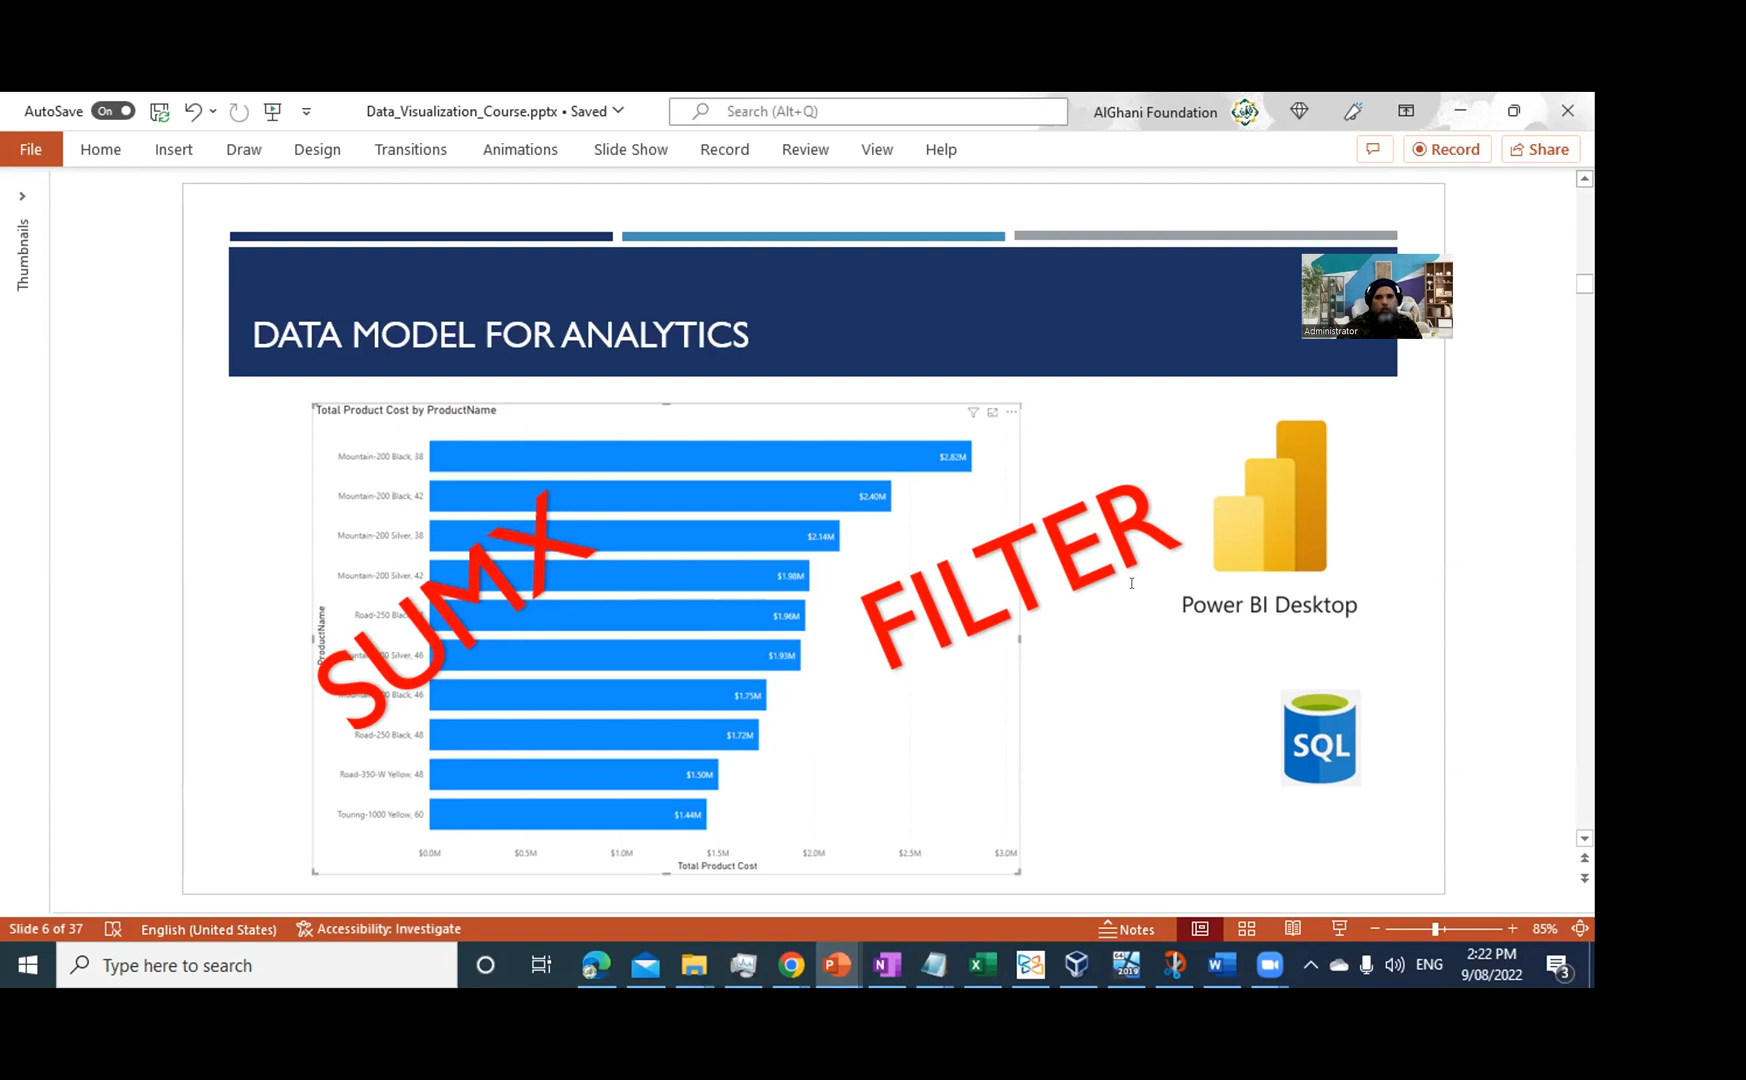 AutoSave On Data_Visualization_Course.pptx • Saved Search (Alt+Q) AlGhani Foundation
File Home Insert Draw Design Transitions Animations Slide Show Record Review View Help Record Share
Thumbnails
DATA MODEL FOR ANALYTICS
Administrator
Total Product Cost by ProductName
Mountain-200 Black, 38 $2.82M
Mountain-200 Black, 42 $2.40M
Mountain-200 Silver, 38 $2.14M
Mountain-200 Silver, 42 $1.98M
Road-250 $1.96M
Silver, 46 $1.93M
Black, 46 $1.75M
Road-250 Black, 48 $1.72M
Road-350-W Yellow, 48 $1.50M
Touring-1000 Yellow, 60 $1.44M
ProductName
$0.0M $0.5M $1.0M $1.5M $2.0M $2.5M $3.0M
Total Product Cost
SUMX
FILTER
Power BI Desktop
SQL
Slide 6 of 37 English (United States) Accessibility: Investigate Notes 85%
Type here to search
N X P 2019 W
ENG
2:22 PM
9/08/2022
3